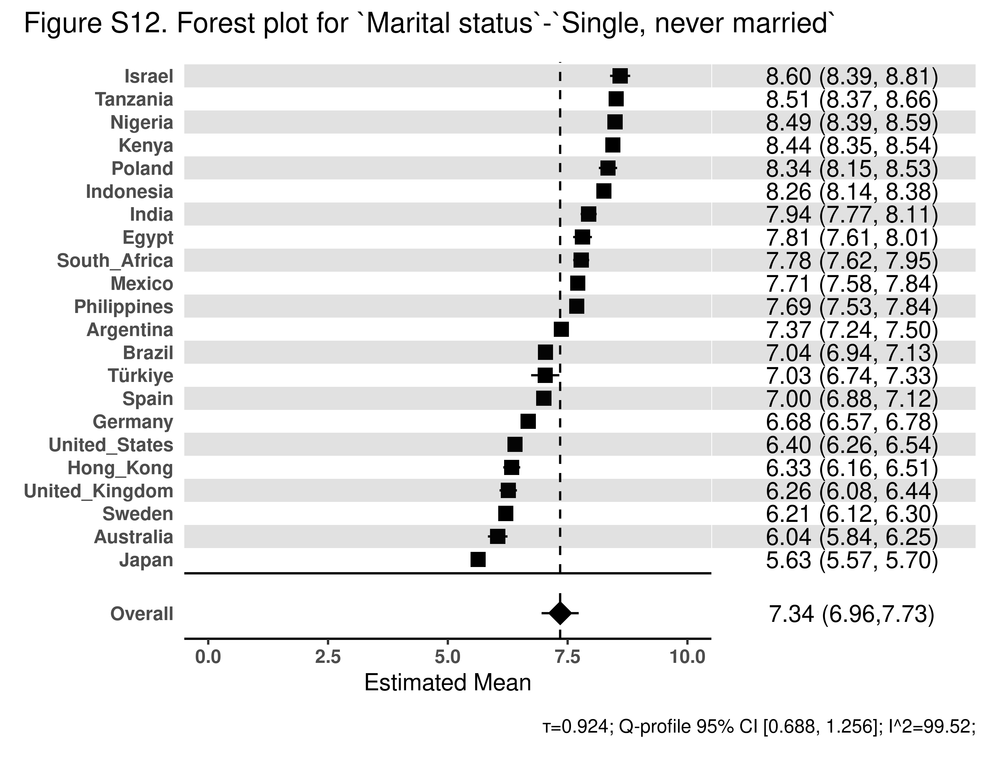 Figure S12. Forest plot for `Marital status`-`Single, never married`
Israel 8.60 (8.39, 8.81)
Tanzania 8.51 (8.37, 8.66)
Nigeria 8.49 (8.39, 8.59)
Kenya 8.44 (8.35, 8.54)
Poland 8.34 (8.15, 8.53)
Indonesia 8.26 (8.14, 8.38)
India 7.94 (7.77, 8.11)
Egypt 7.81 (7.61, 8.01)
South_Africa 7.78 (7.62, 7.95)
Mexico 7.71 (7.58, 7.84)
Philippines 7.69 (7.53, 7.84)
Argentina 7.37 (7.24, 7.50)
Brazil 7.04 (6.94, 7.13)
Türkiye 7.03 (6.74, 7.33)
Spain 7.00 (6.88, 7.12)
Germany 6.68 (6.57, 6.78)
United_States 6.40 (6.26, 6.54)
Hong_Kong 6.33 (6.16, 6.51)
United_Kingdom 6.26 (6.08, 6.44)
Sweden 6.21 (6.12, 6.30)
Australia 6.04 (5.84, 6.25)
Japan 5.63 (5.57, 5.70)
Overall 7.34 (6.96,7.73)
0.0 2.5 5.0 7.5 10.0
Estimated Mean
τ=0.924; Q-profile 95% CI [0.688, 1.256]; I^2=99.52;